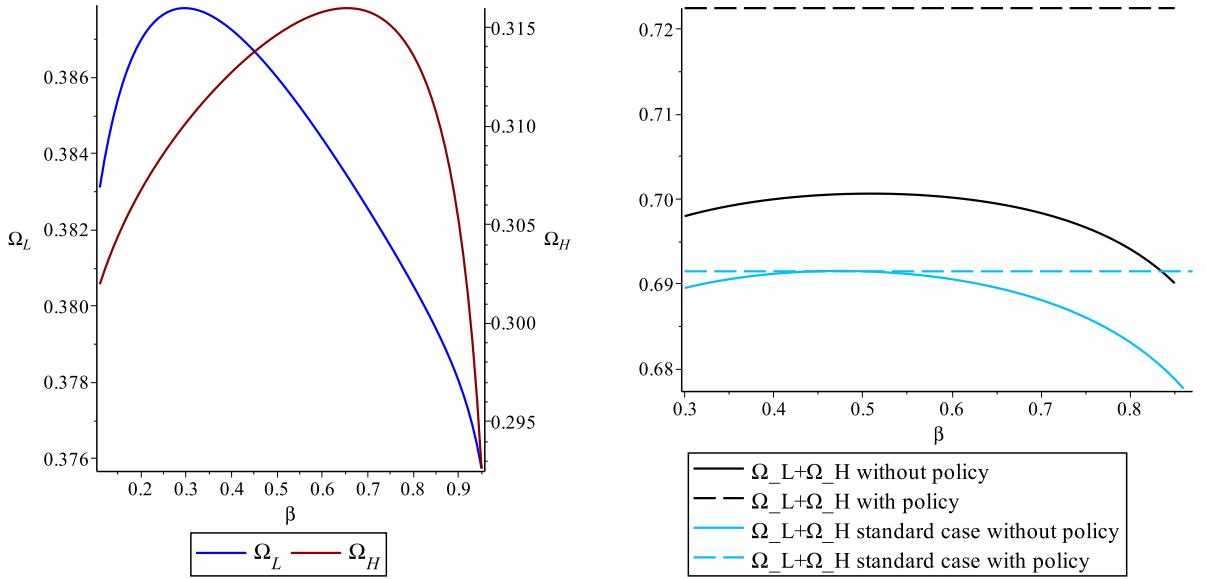 0.386
0.384
0.382
0.380
0.378
0.376
Ω_L
0.315
0.310
0.305
0.300
0.295
Ω_H
0.2 0.3 0.4 0.5 0.6 0.7 0.8 0.9
β
Ω_L Ω_H
0.72
0.71
0.70
0.69
0.68
0.3 0.4 0.5 0.6 0.7 0.8
β
Ω_L+Ω_H without policy
Ω_L+Ω_H with policy
Ω_L+Ω_H standard case without policy
Ω_L+Ω_H standard case with policy